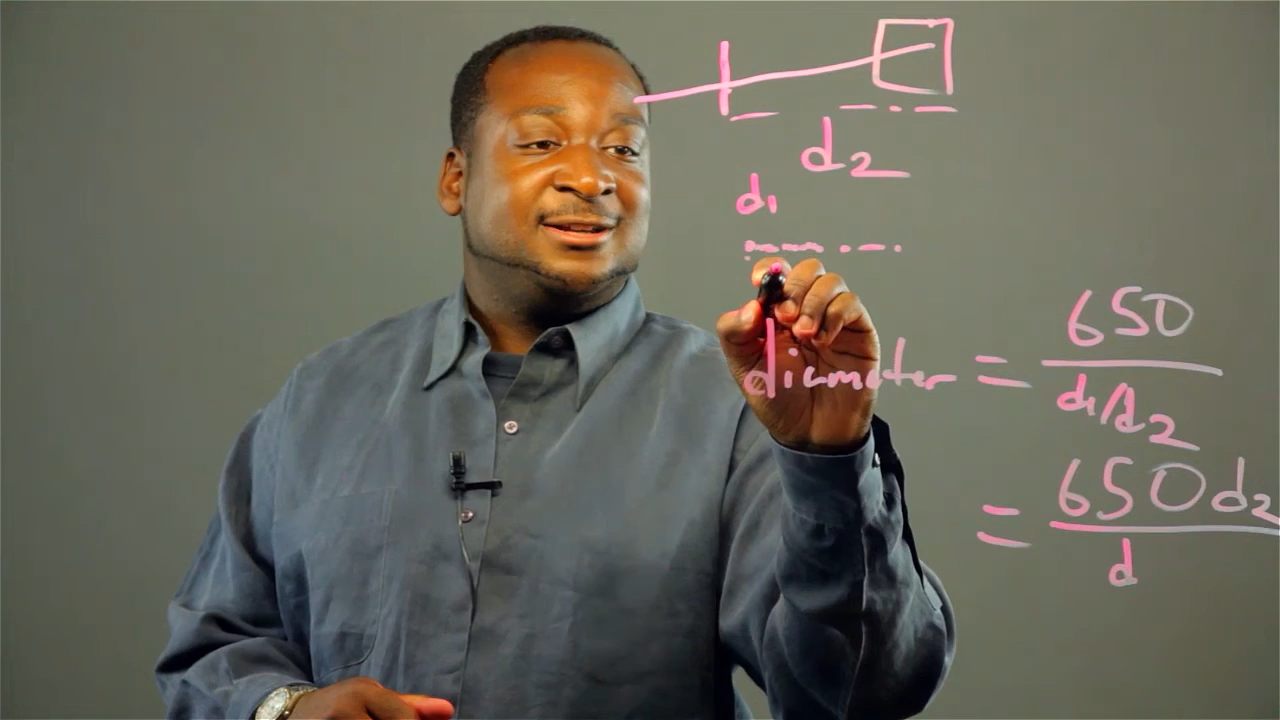 d2
d1
diameter = 650
d1/d2
= 650d2
d